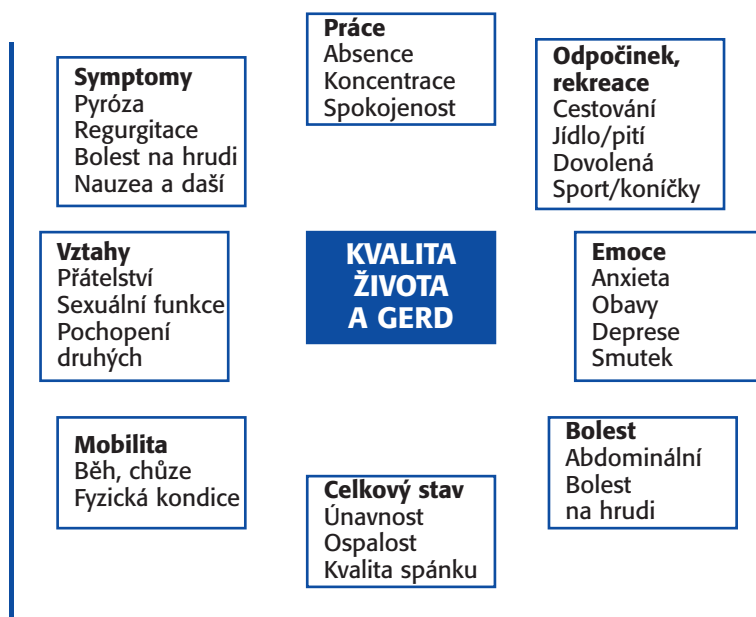 Práce
Absence
Koncentrace
Spokojenost
Symptomy
Pyróza
Regurgitace
Bolest na hrudi
Nauzea a daší
Odpočinek,
rekreace
Cestování
Jídlo/pití
Dovolená
Sport/koníčky
Vztahy
Přátelství
Sexuální funkce
Pochopení
druhých
KVALITA
ŽIVOTA
A GERD
Emoce
Anxieta
Obavy
Deprese
Smutek
Mobilita
Běh, chůze
Fyzická kondice
Celkový stav
Únavnost
Ospalost
Kvalita spánku
Bolest
Abdominální
Bolest
na hrudi